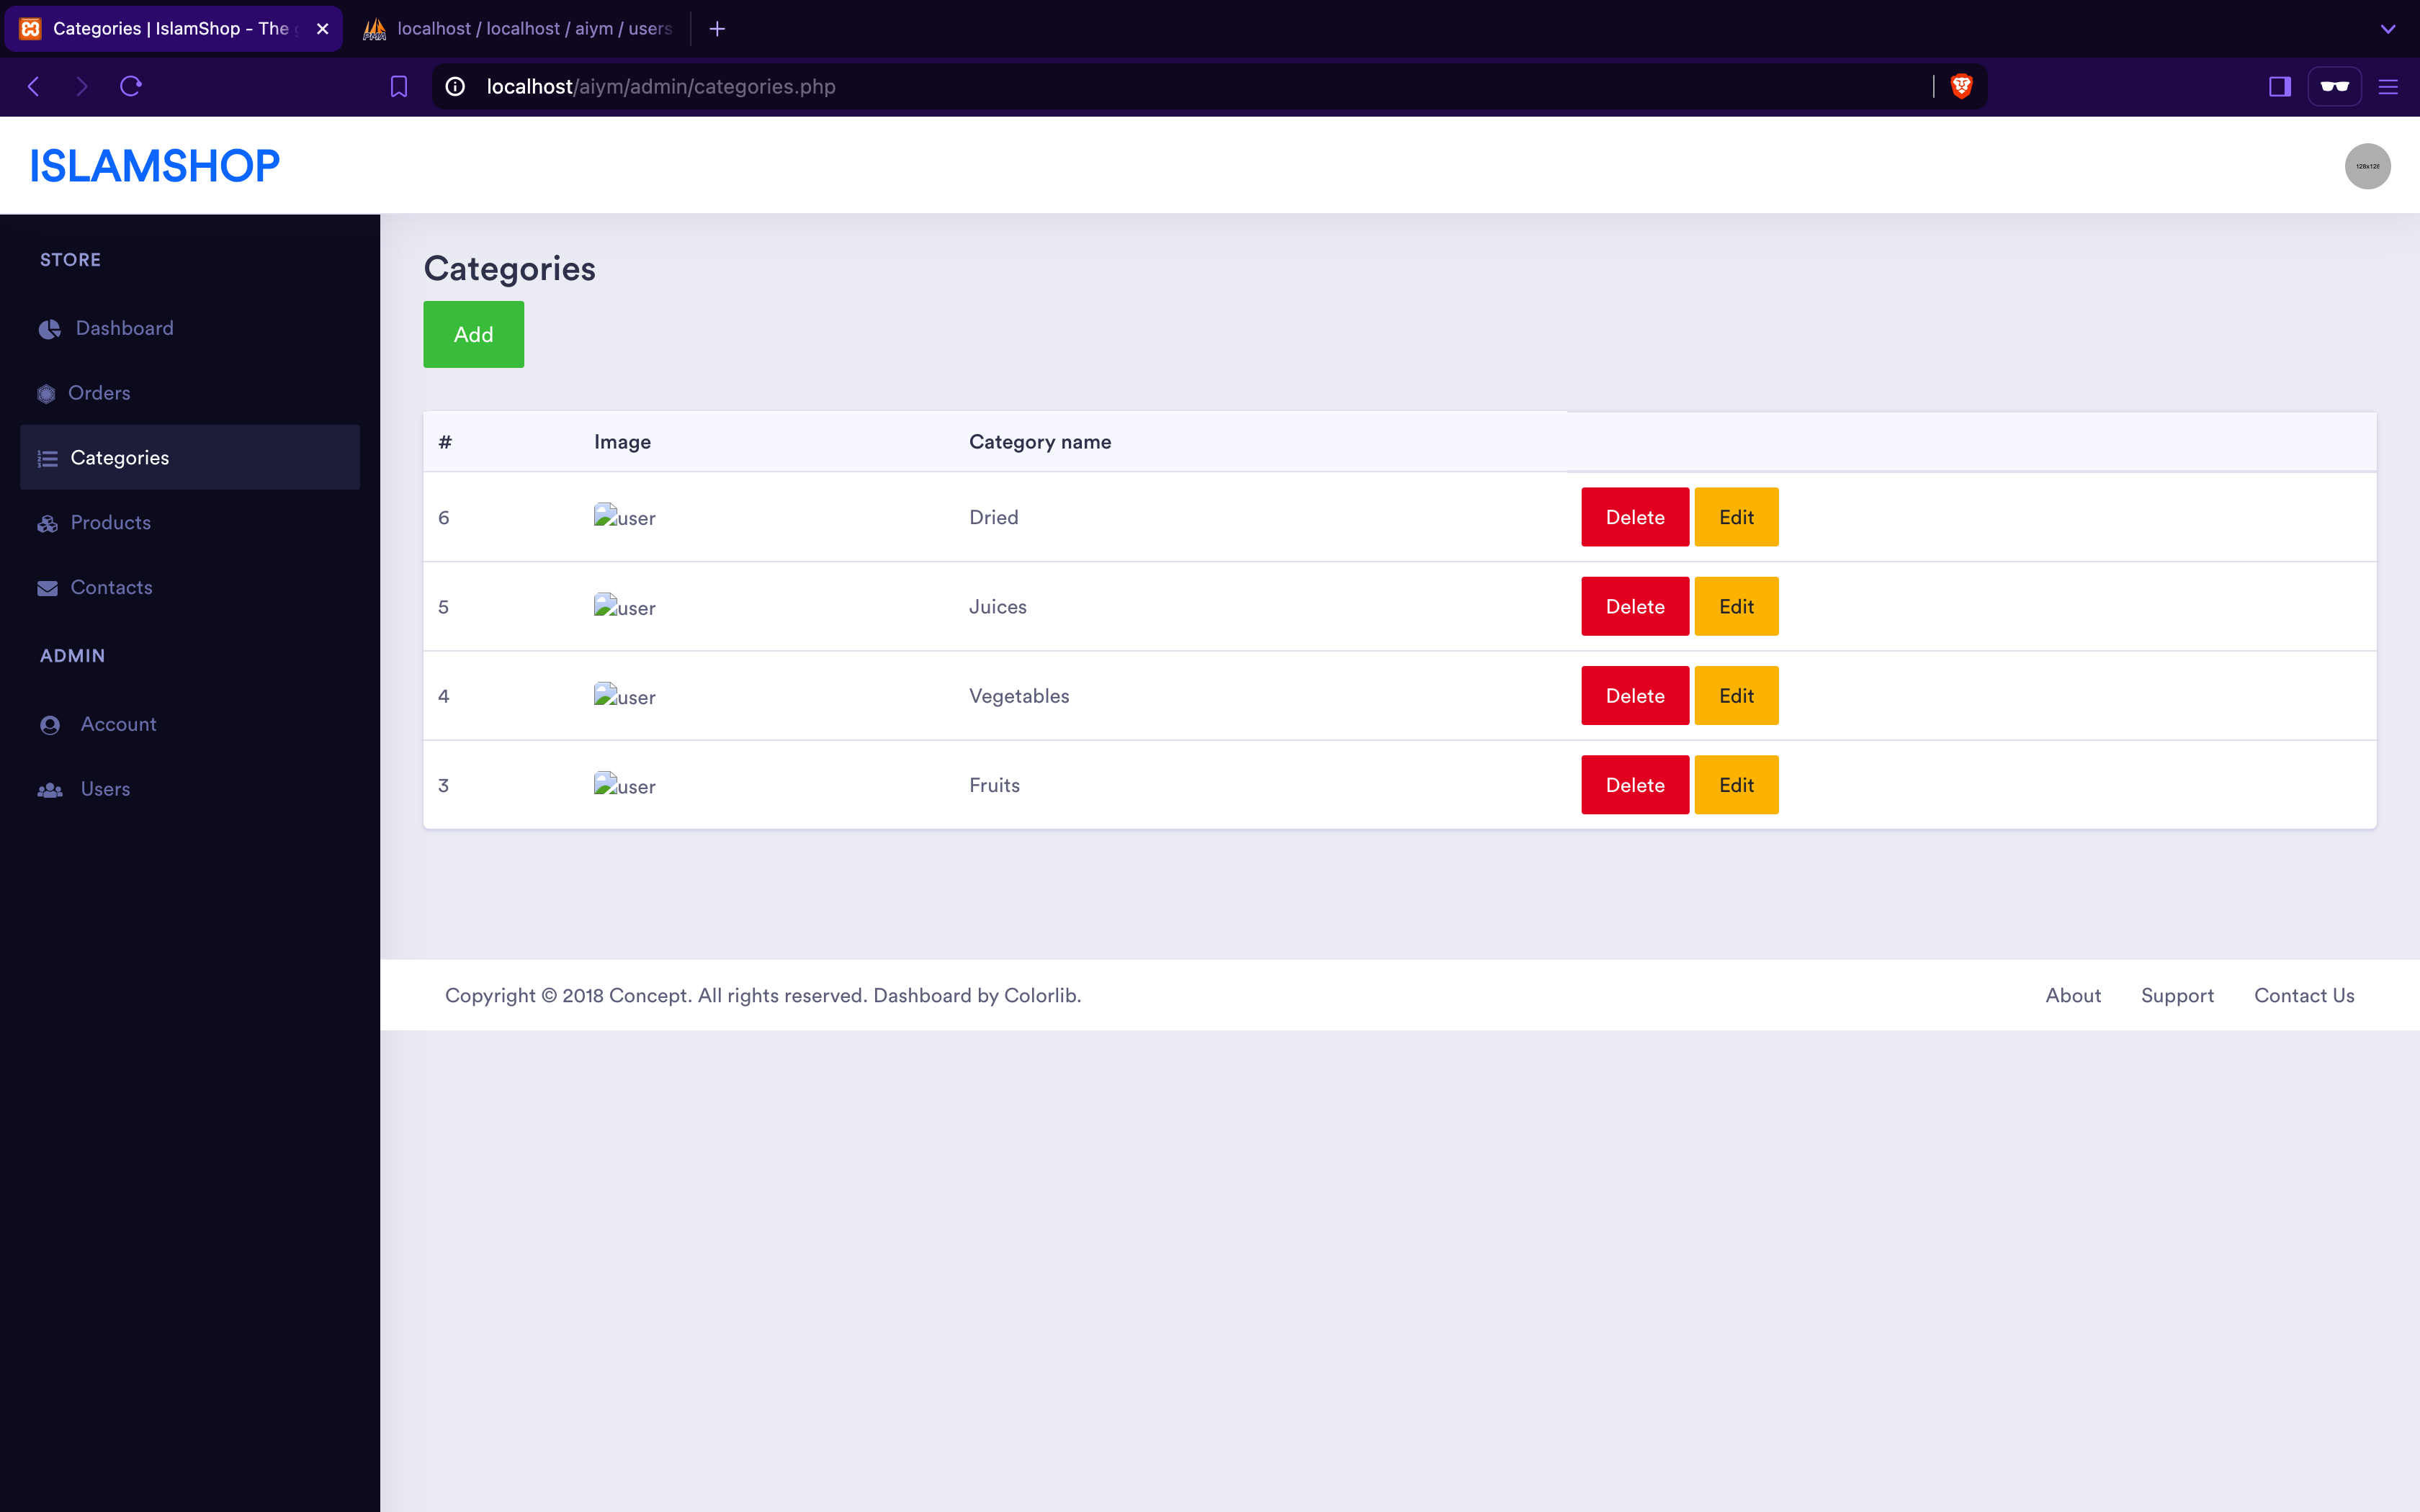 Categories | IslamShop - The
localhost / localhost / aiym / users
localhost/aiym/admin/categories.php
ISLAMSHOP
128x128
STORE
Dashboard
Orders
Categories
Products
Contacts
ADMIN
Account
Users
Categories
Add
# Image Category name
6 user Dried Delete Edit
5 user Juices Delete Edit
4 user Vegetables Delete Edit
3 user Fruits Delete Edit
Copyright © 2018 Concept. All rights reserved. Dashboard by Colorlib. About Support Contact Us